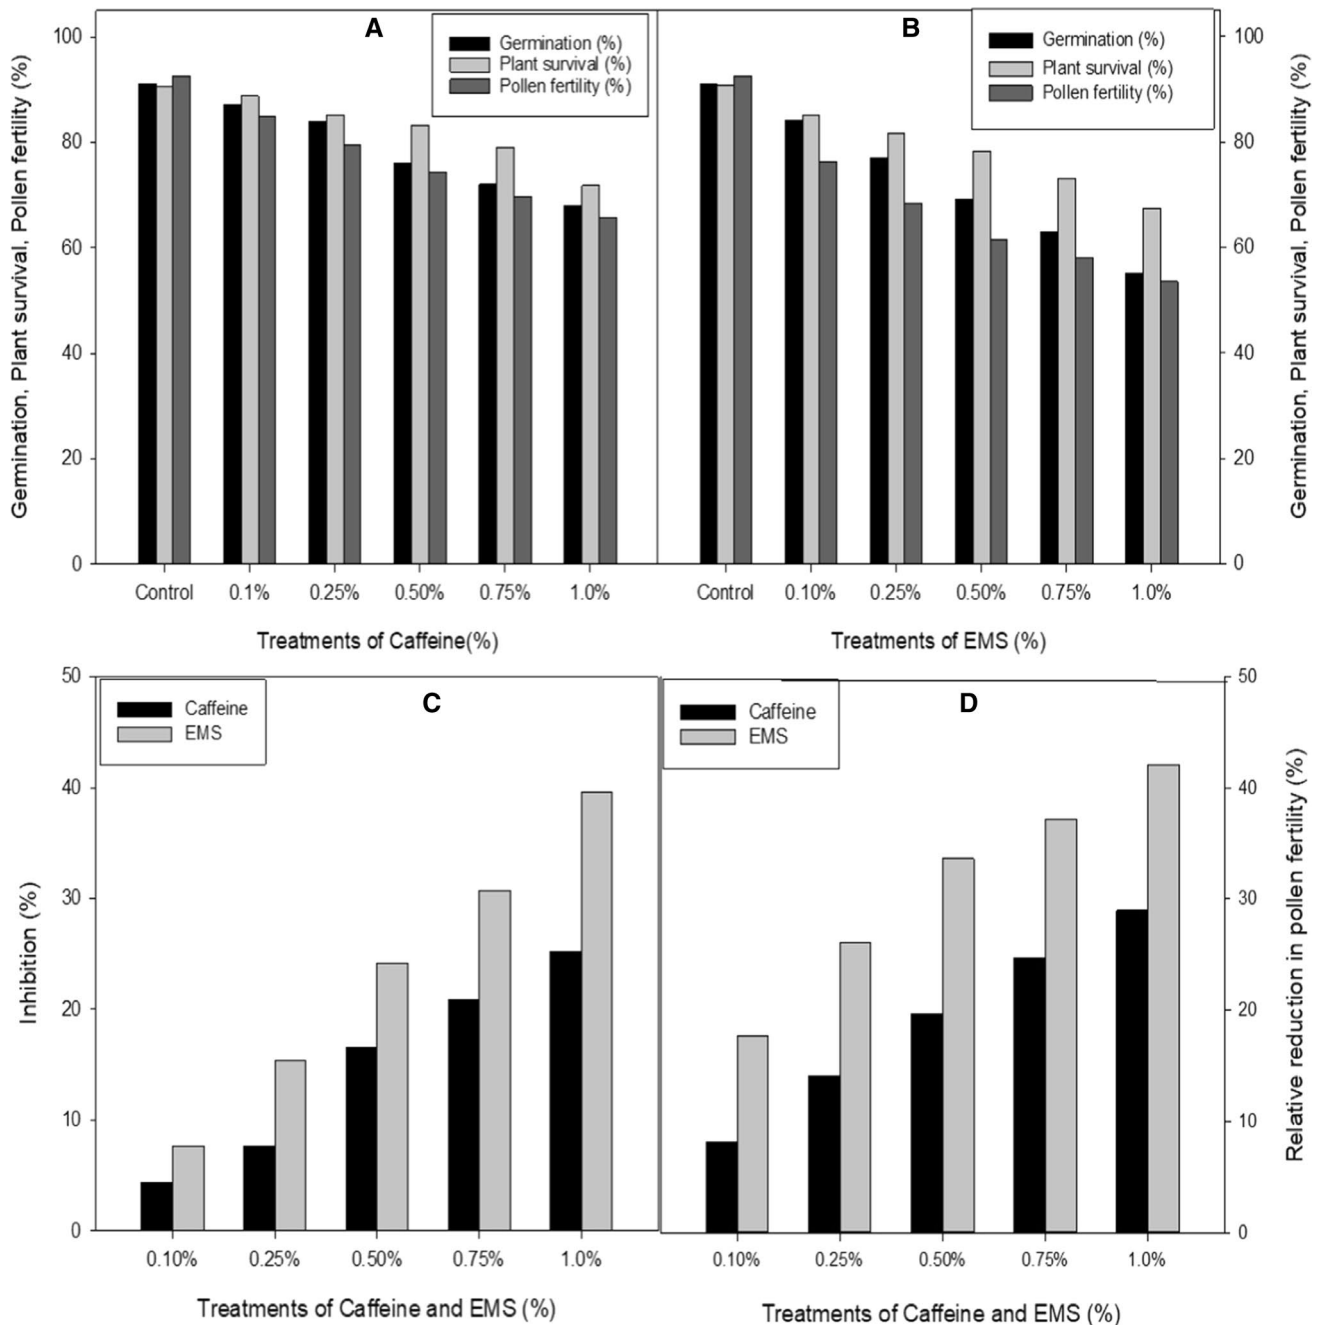 A
Germination (%)
Plant survival (%)
Pollen fertility (%)
Germination, Plant survival, Pollen fertility (%)
100
80
60
40
20
0
Control 0.1% 0.25% 0.50% 0.75% 1.0%
Treatments of Caffeine(%)
B
Germination (%)
Plant survival (%)
Pollen fertility (%)
100
80
60
40
20
0
Germination, Plant survival, Pollen fertility (%)
Control 0.10% 0.25% 0.50% 0.75% 1.0%
Treatments of EMS (%)
C
Caffeine
EMS
Inhibition (%)
50
40
30
20
10
0
0.10% 0.25% 0.50% 0.75% 1.0%
Treatments of Caffeine and EMS (%)
D
Caffeine
EMS
50
40
30
20
10
0
Relative reduction in pollen fertility (%)
0.10% 0.25% 0.50% 0.75% 1.0%
Treatments of Caffeine and EMS (%)